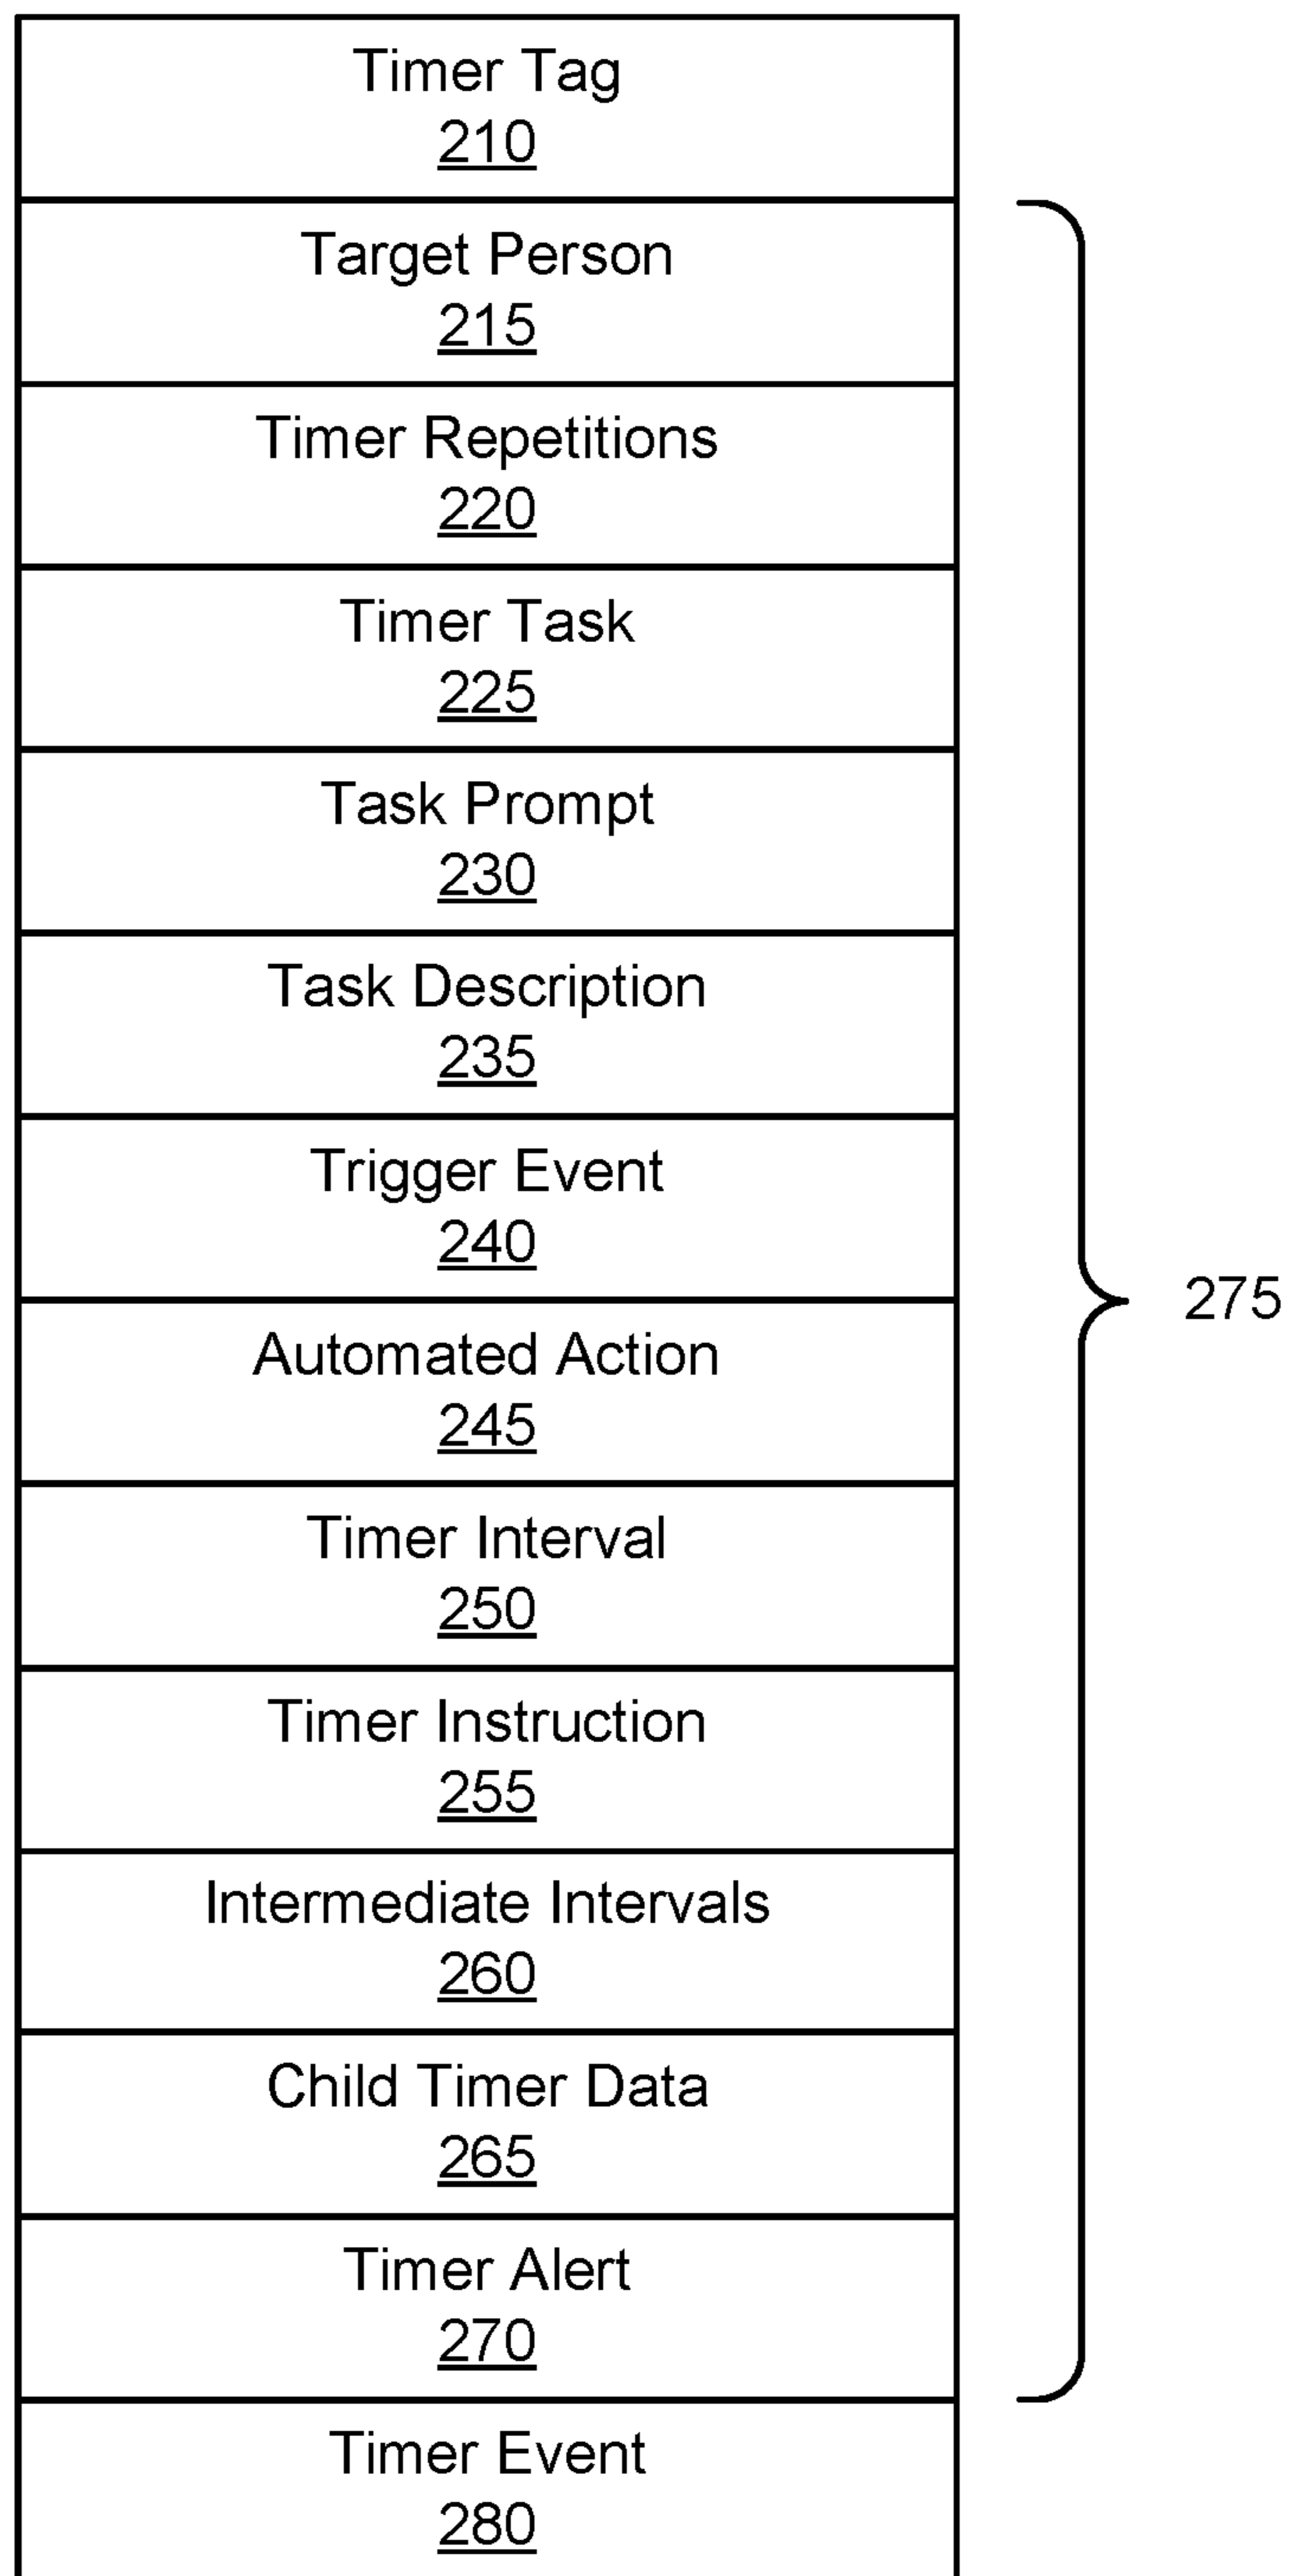 Timer Tag
210
Target Person
215
Timer Repetitions
220
Timer Task
225
Task Prompt
230
Task Description
235
Trigger Event
240
Automated Action
245
275
Timer Interval
250
Timer Instruction
255
Intermediate Intervals
260
Child Timer Data
265
Timer Alert
270
Timer Event
280